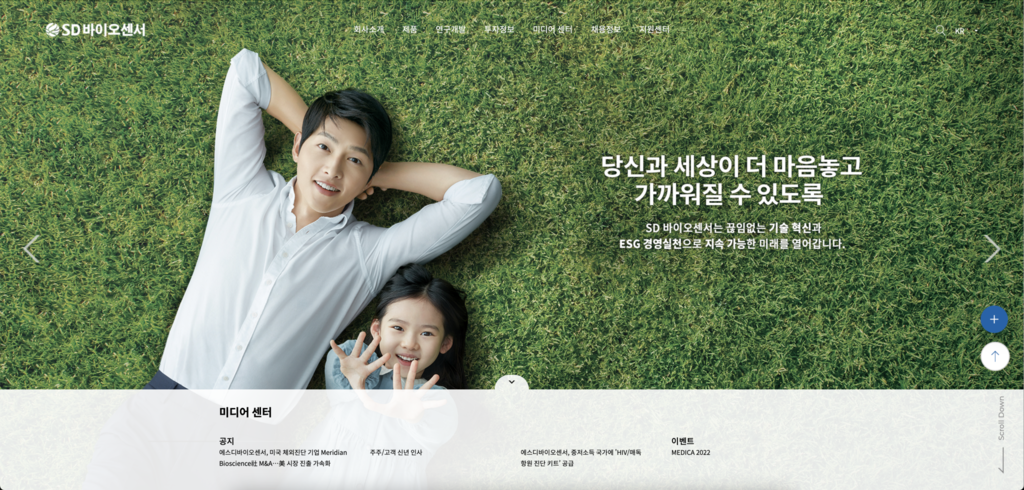 SD 바이오센서
회사소개 제품 연구개발 투자정보 미디어 센터 채용정보 지원센터
KR
당신과 세상이 더 마음놓고
가까워질 수 있도록
SD 바이오센서는 끊임없는 기술 혁신과
ESG 경영실천으로 지속 가능한 미래를 열어갑니다.
미디어 센터
공지
에스디바이오센서, 미국 체외진단 기업 Meridian
Bioscience社 M&A…美 시장 진출 가속화
주주/고객 신년 인사
에스디바이오센서, 중저소득 국가에 'HIV/매독
항원 진단 키트' 공급
이벤트
MEDICA 2022
Scroll Down